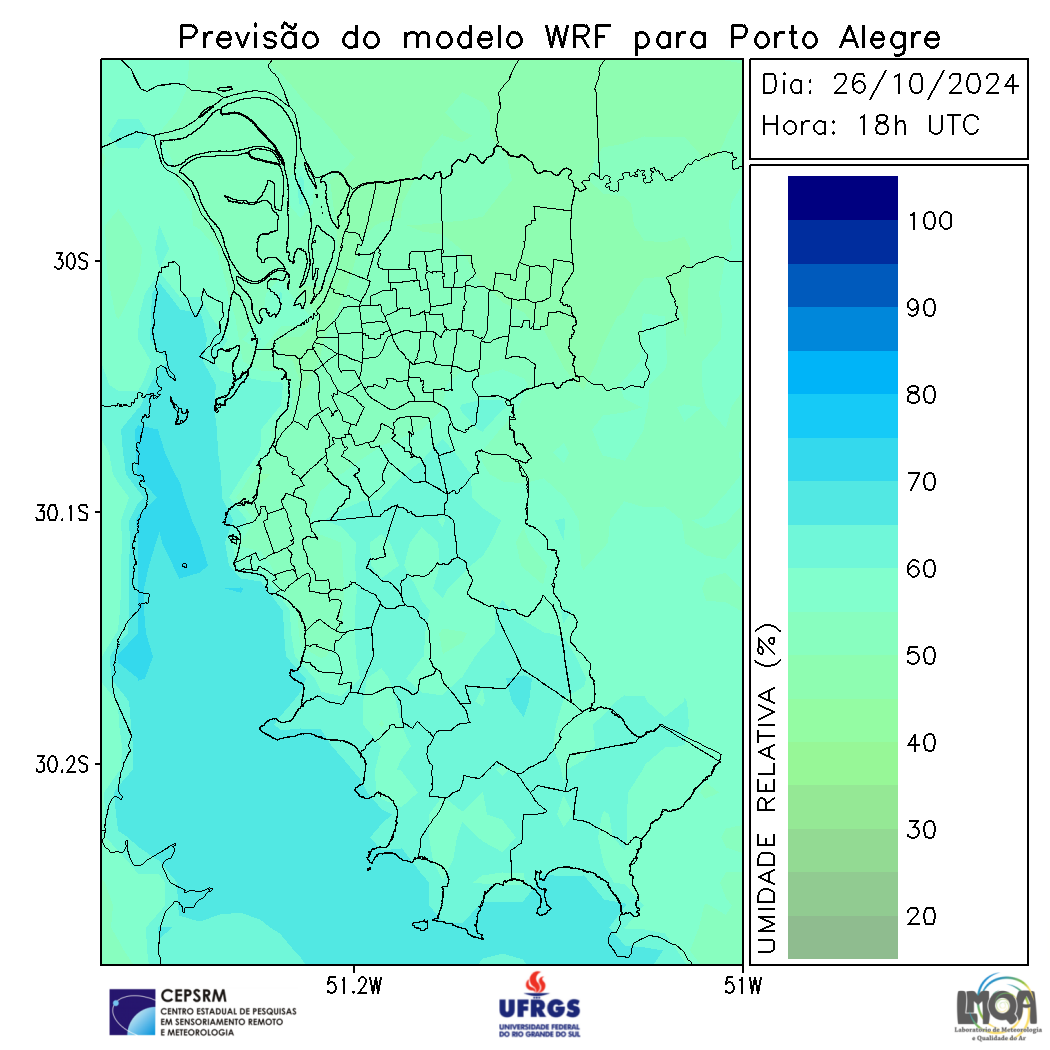 Previsão do modelo WRF para Porto Alegre
Dia: 26/10/2024
Hora: 18h UTC
30S
30.1S
30.2S
51.2W
51W
UMIDADE RELATIVA (%)
100
90
80
70
60
50
40
30
20
CEPSRM
CENTRO ESTADUAL DE PESQUISAS
EM SENSORIAMENTO REMOTO
E METEOROLOGIA
UFRGS
UNIVERSIDADE FEDERAL
DO RIO GRANDE DO SUL
LMQA
Laboratório de Meteorologia
e Qualidade do Ar